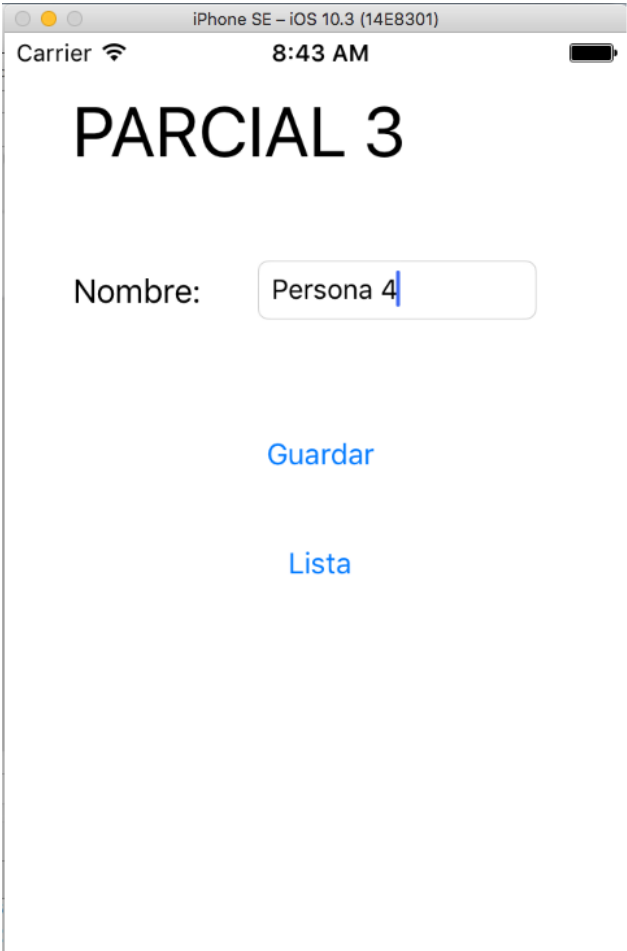 iPhone SE – iOS 10.3 (14E8301)
Carrier 8:43 AM
PARCIAL 3
Nombre: Persona 4
Guardar
Lista